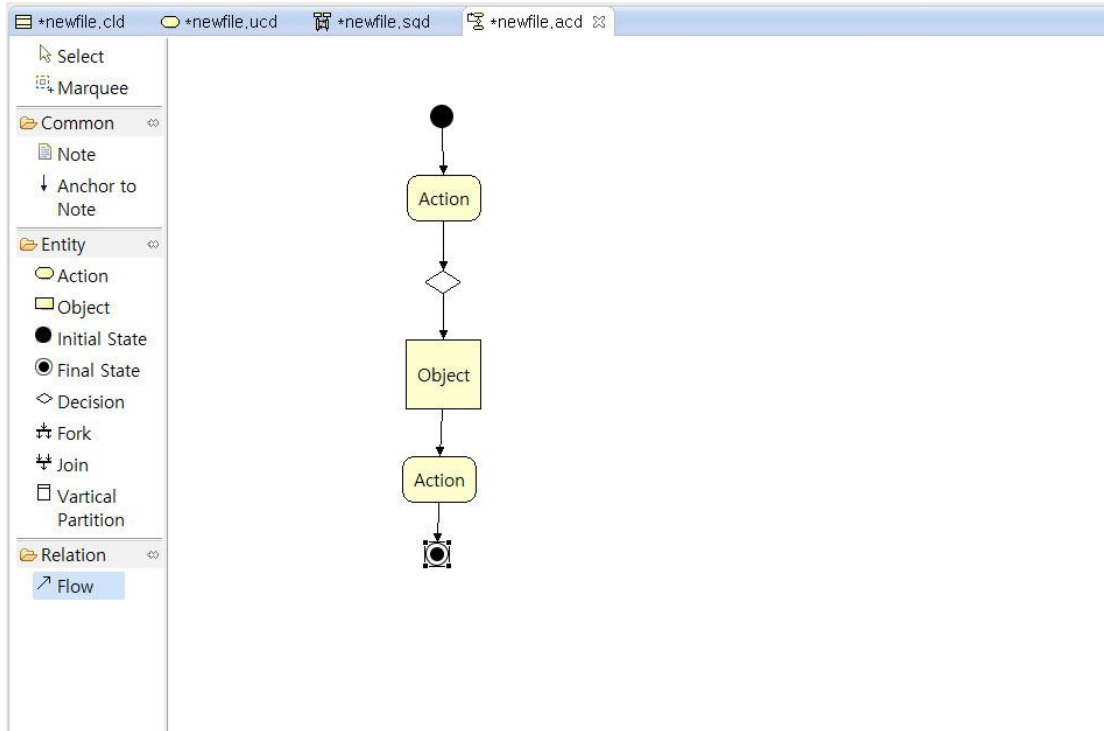 *newfile.cld
*newfile.ucd
*newfile.sqd
*newfile.acd
Select
Marquee
Common
Note
Anchor to
Note
Entity
Action
Object
Initial State
Final State
Decision
Fork
Join
Vartical
Partition
Relation
Flow
Action
Object
Action